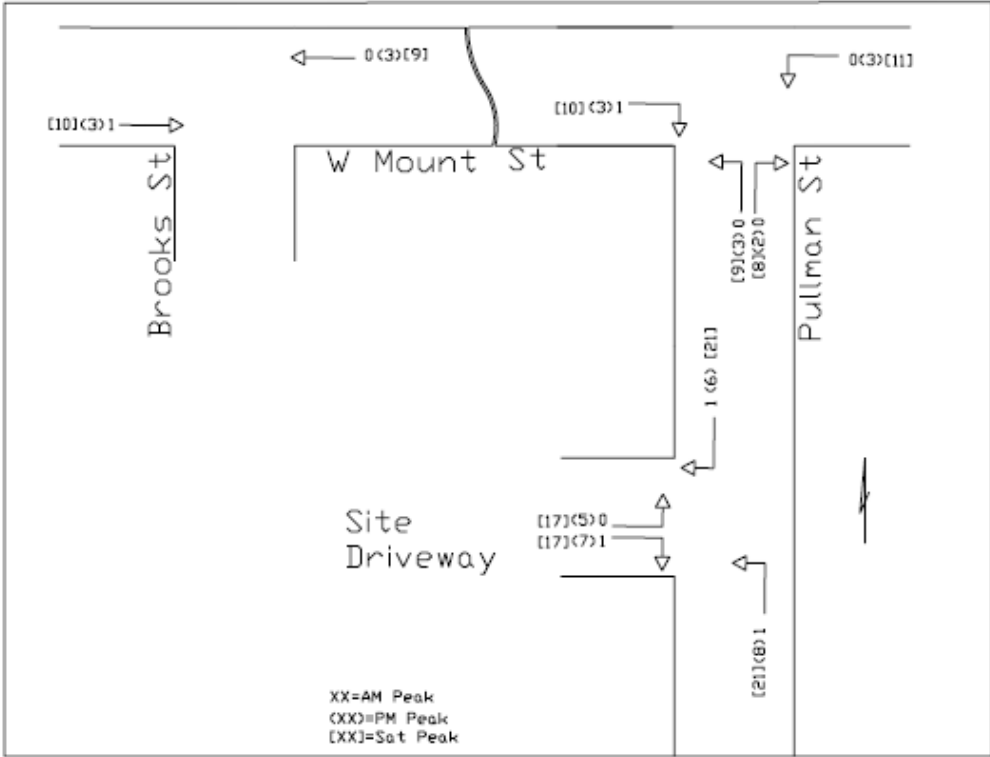 0(3)[9]
0(3)[11]
[10](3)1
[10](3)1
W Mount St
Brooks St
Pullman St
[9](3)0
[8](2)0
1(6) [21]
Site
Driveway
[17](5)0
[17](7)1
[21](8)1
XX=AM Peak
(XX)=PM Peak
[XX]=Sat Peak